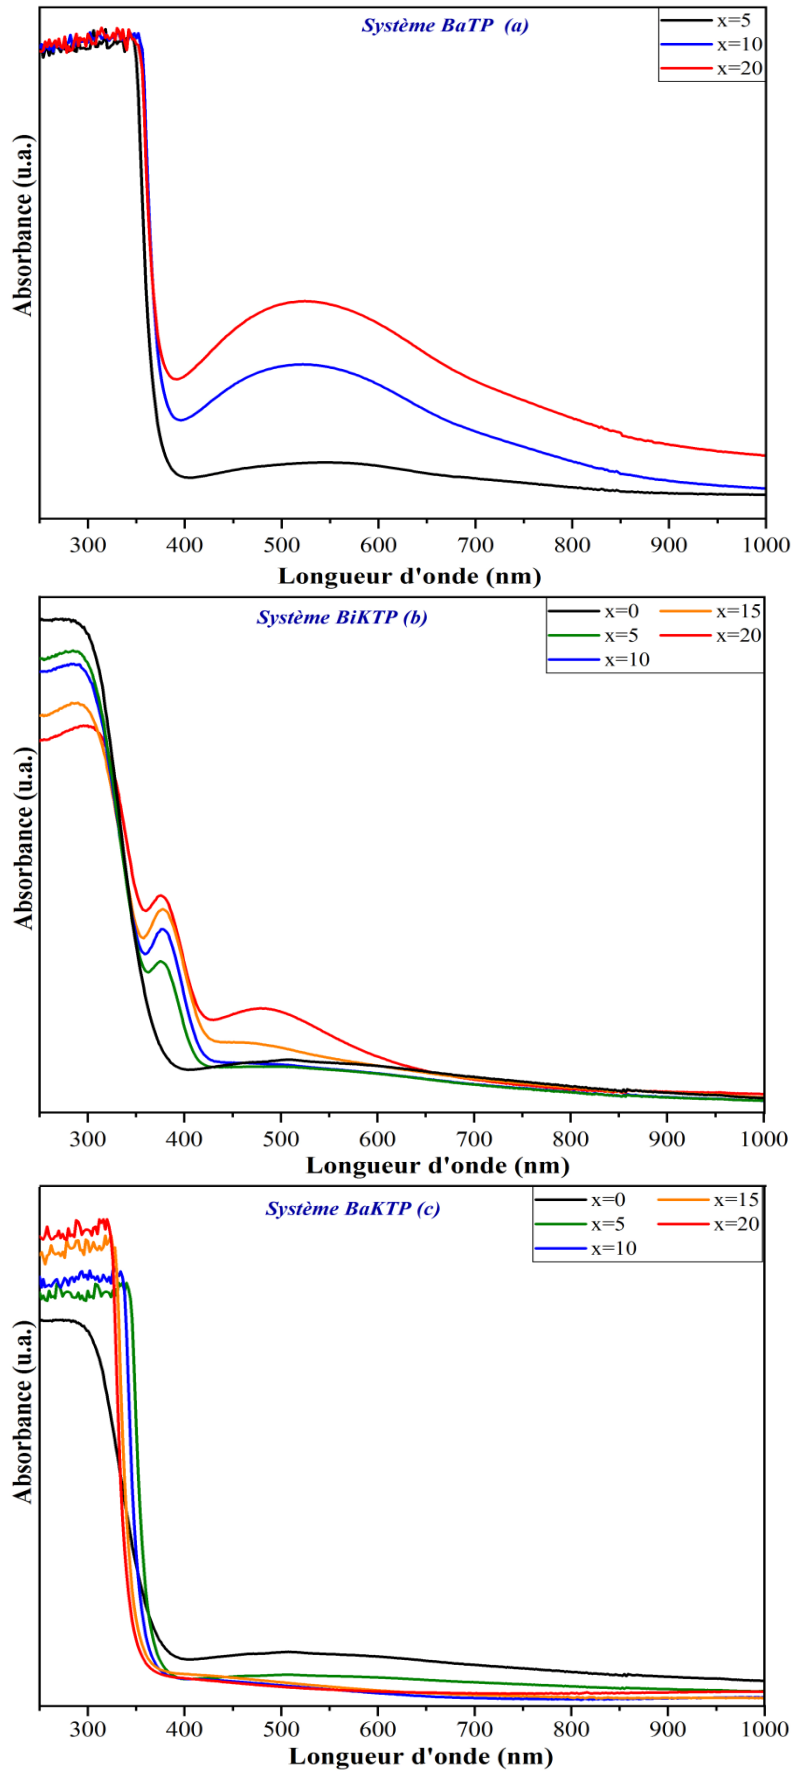 Système BaTP (a)
x=5
x=10
x=20
Absorbance (u.a.)
300 400 500 600 700 800 900 1000
Longueur d'onde (nm)
Système BiKTP (b)
x=0 x=15
x=5 x=20
x=10
Absorbance (u.a.)
300 400 500 600 700 800 900 1000
Longueur d'onde (nm)
Système BaKTP (c)
x=0 x=15
x=5 x=20
x=10
Absorbance (u.a.)
300 400 500 600 700 800 900 1000
Longueur d'onde (nm)